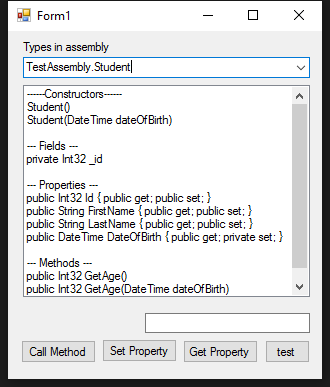 Form1
Types in assembly
TestAssembly.Student
------Constructors------
Student()
Student(DateTime dateOfBirth)
--- Fields ---
private Int32 _id
--- Properties ---
public Int32 Id { public get; public set; }
public String FirstName { public get; public set; }
public String LastName { public get; public set; }
public DateTime DateOfBirth { public get; private set; }
--- Methods ---
public Int32 GetAge()
public Int32 GetAge(DateTime dateOfBirth)
Call Method
Set Property
Get Property
test